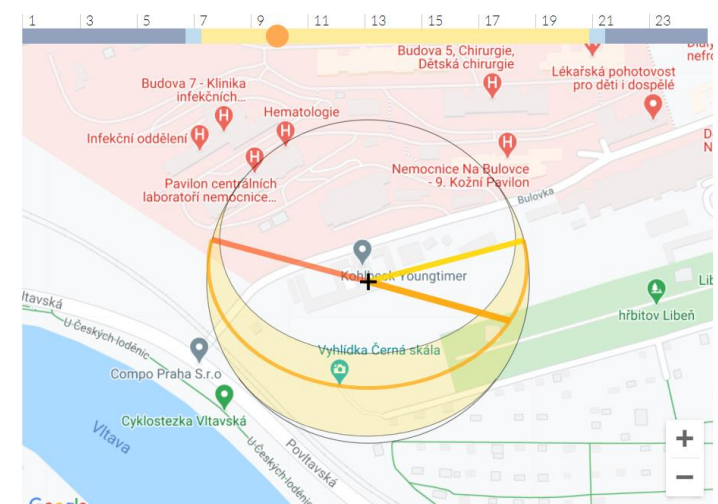 1 3 5 7 9 11 13 15 17 19 21 23
Budova 5, Chirurgie,
Dětská chirurgie
Lékařská pohotovost
pro děti i dospělé
Budova 7 - Klinika
infekčních...
Hematologie
Infekční oddělení
Pavilon centrálních
laboratoří nemocnice...
Nemocnice Na Bulovce
- 9. Kožní Pavilon
Bulovka
Youngtimer
hřbitov Libeň
U Českých loděnic
Vyhlídka Černá skála
Compo Praha S.r.o
Cyklostezka Vltavská
Vltava
U Českých loděnic
Povltavská
+
−